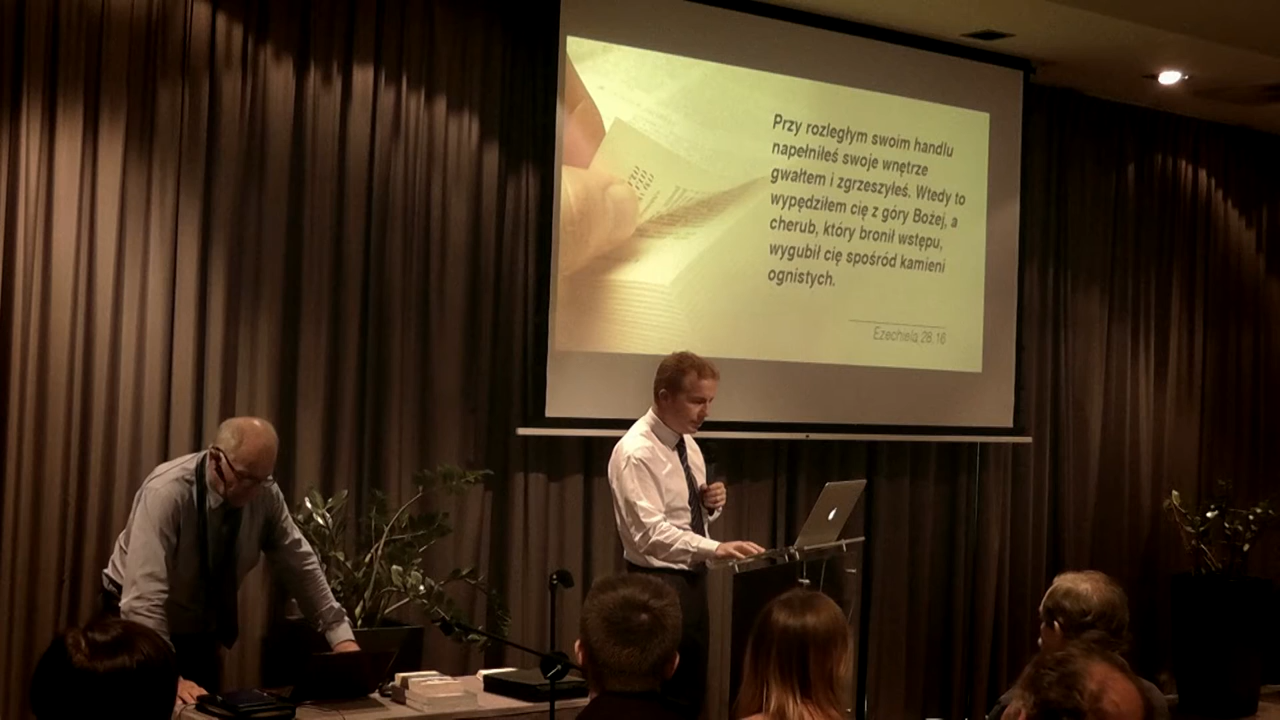 Przy rozległym swoim handlu
napełniłeś swoje wnętrze
gwałtem i zgrzeszyłeś. Wtedy to
wypędziłem cię z góry Bożej, a
cherub, który bronił wstępu,
wygubił cię spośród kamieni
ognistych.
Ezechiela 28,16